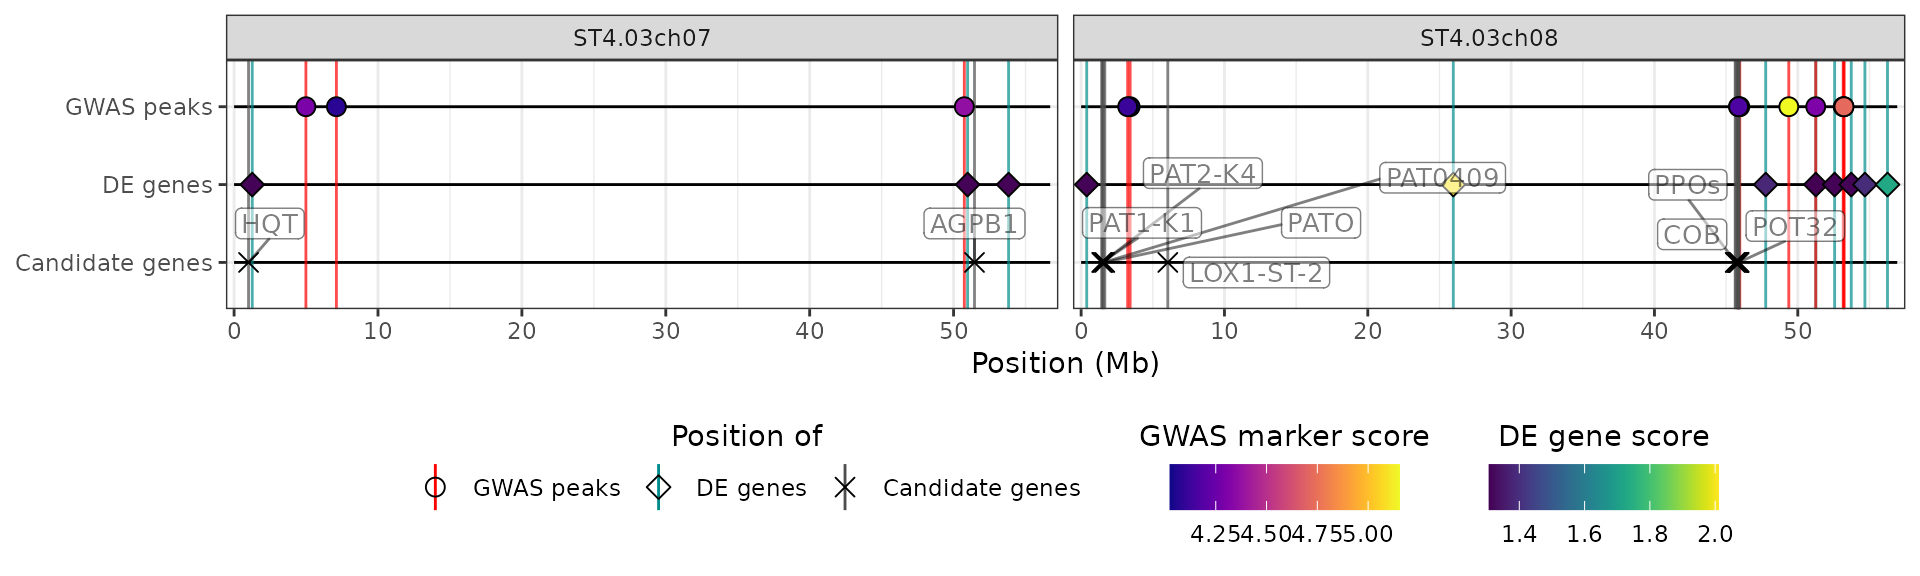 ST4.03ch07 ST4.03ch08
GWAS peaks
DE genes
Candidate genes
HQT
AGPB1
PAT2-K4
PAT0409
PAT1-K1
PATO
LOX1-ST-2
PPOs
COB
POT32
0 10 20 30 40 50 0 10 20 30 40 50
Position (Mb)
Position of
GWAS peaks DE genes Candidate genes
GWAS marker score
4.25 4.50 4.75 5.00
DE gene score
1.4 1.6 1.8 2.0